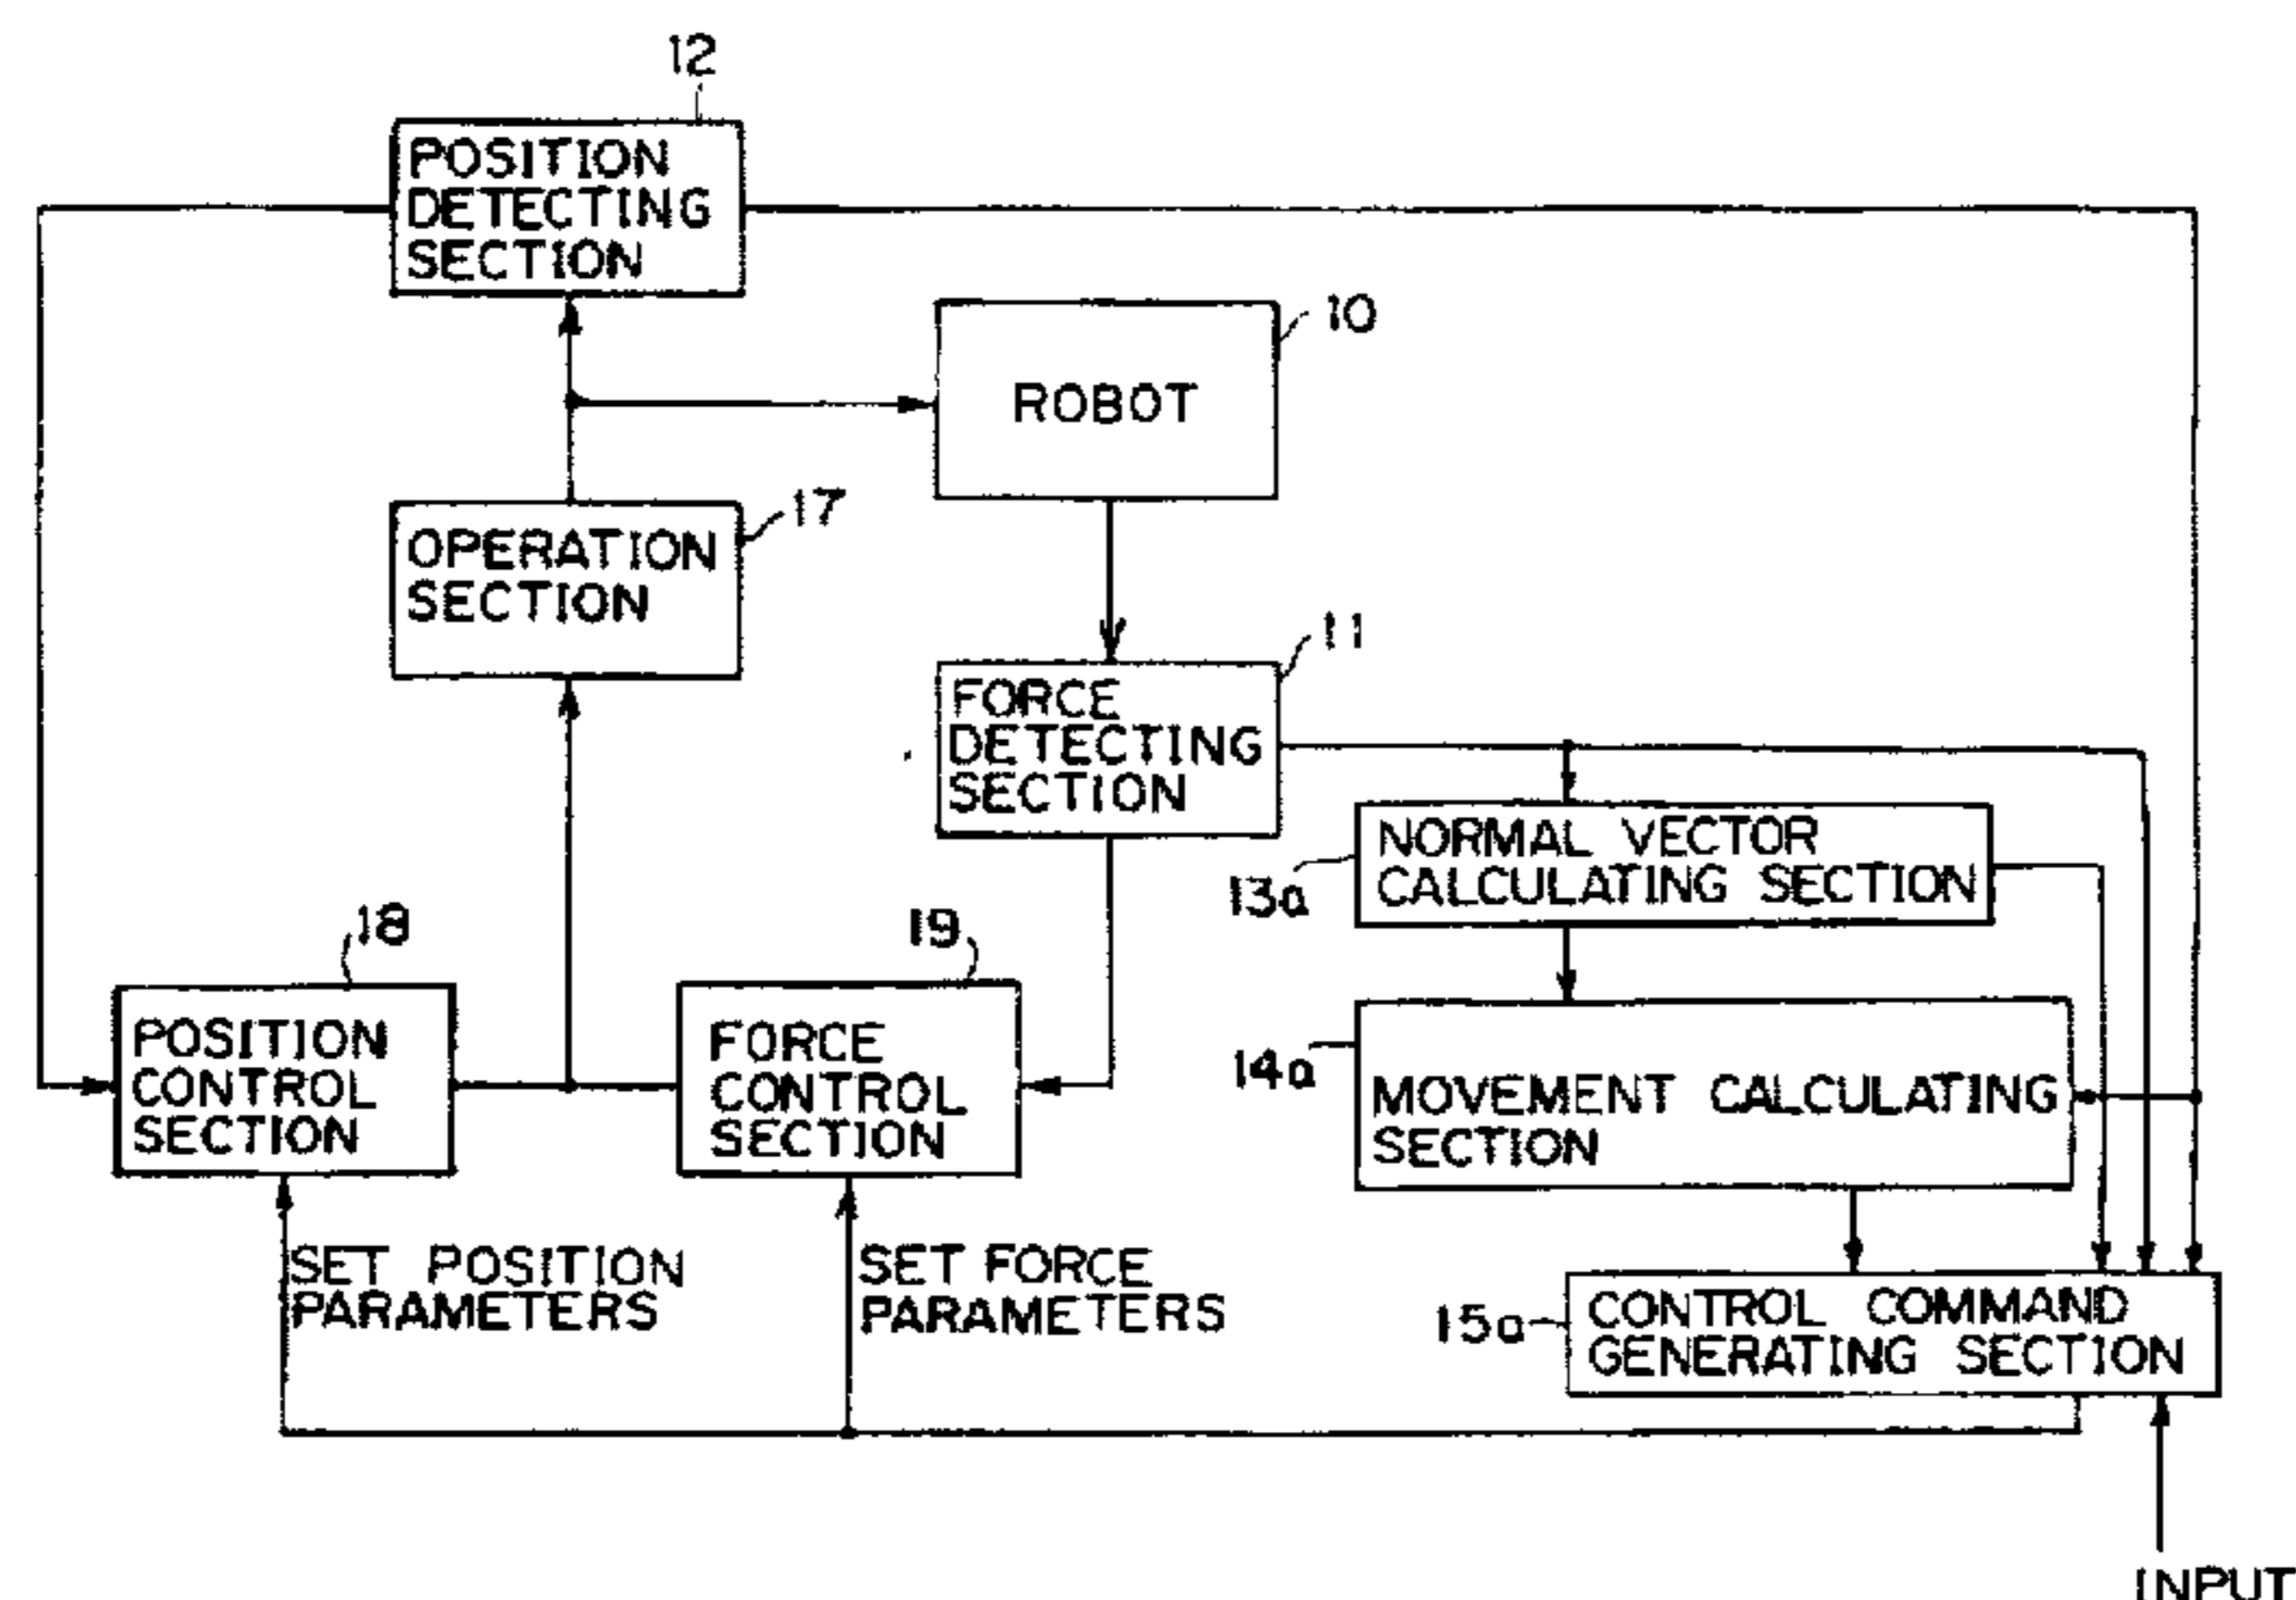 12
POSITION
DETECTING
SECTION
10
ROBOT
17
OPERATION
SECTION
11
FORCE
DETECTING
SECTION
NORMAL VECTOR
CALCULATING SECTION
13a
18
19
POSITION
CONTROL
SECTION
FORCE
CONTROL
SECTION
14a
MOVEMENT CALCULATING
SECTION
SET POSITION
PARAMETERS
SET FORCE
PARAMETERS
15a
CONTROL COMMAND
GENERATING SECTION
INPUT